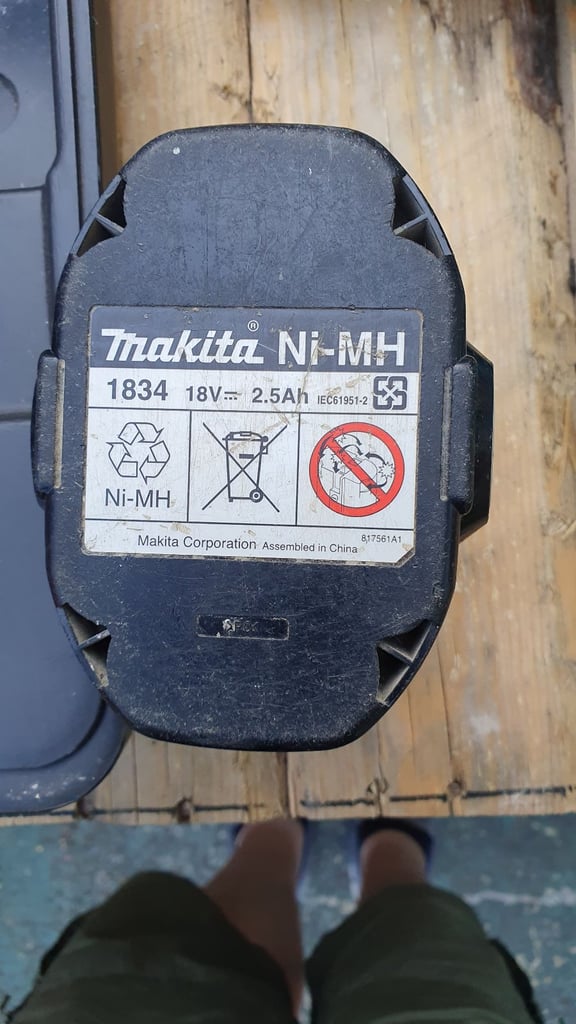 makita® Ni-MH
1834 18V 2.5Ah IEC61951-2
Ni-MH
Makita Corporation Assembled in China
817561A1